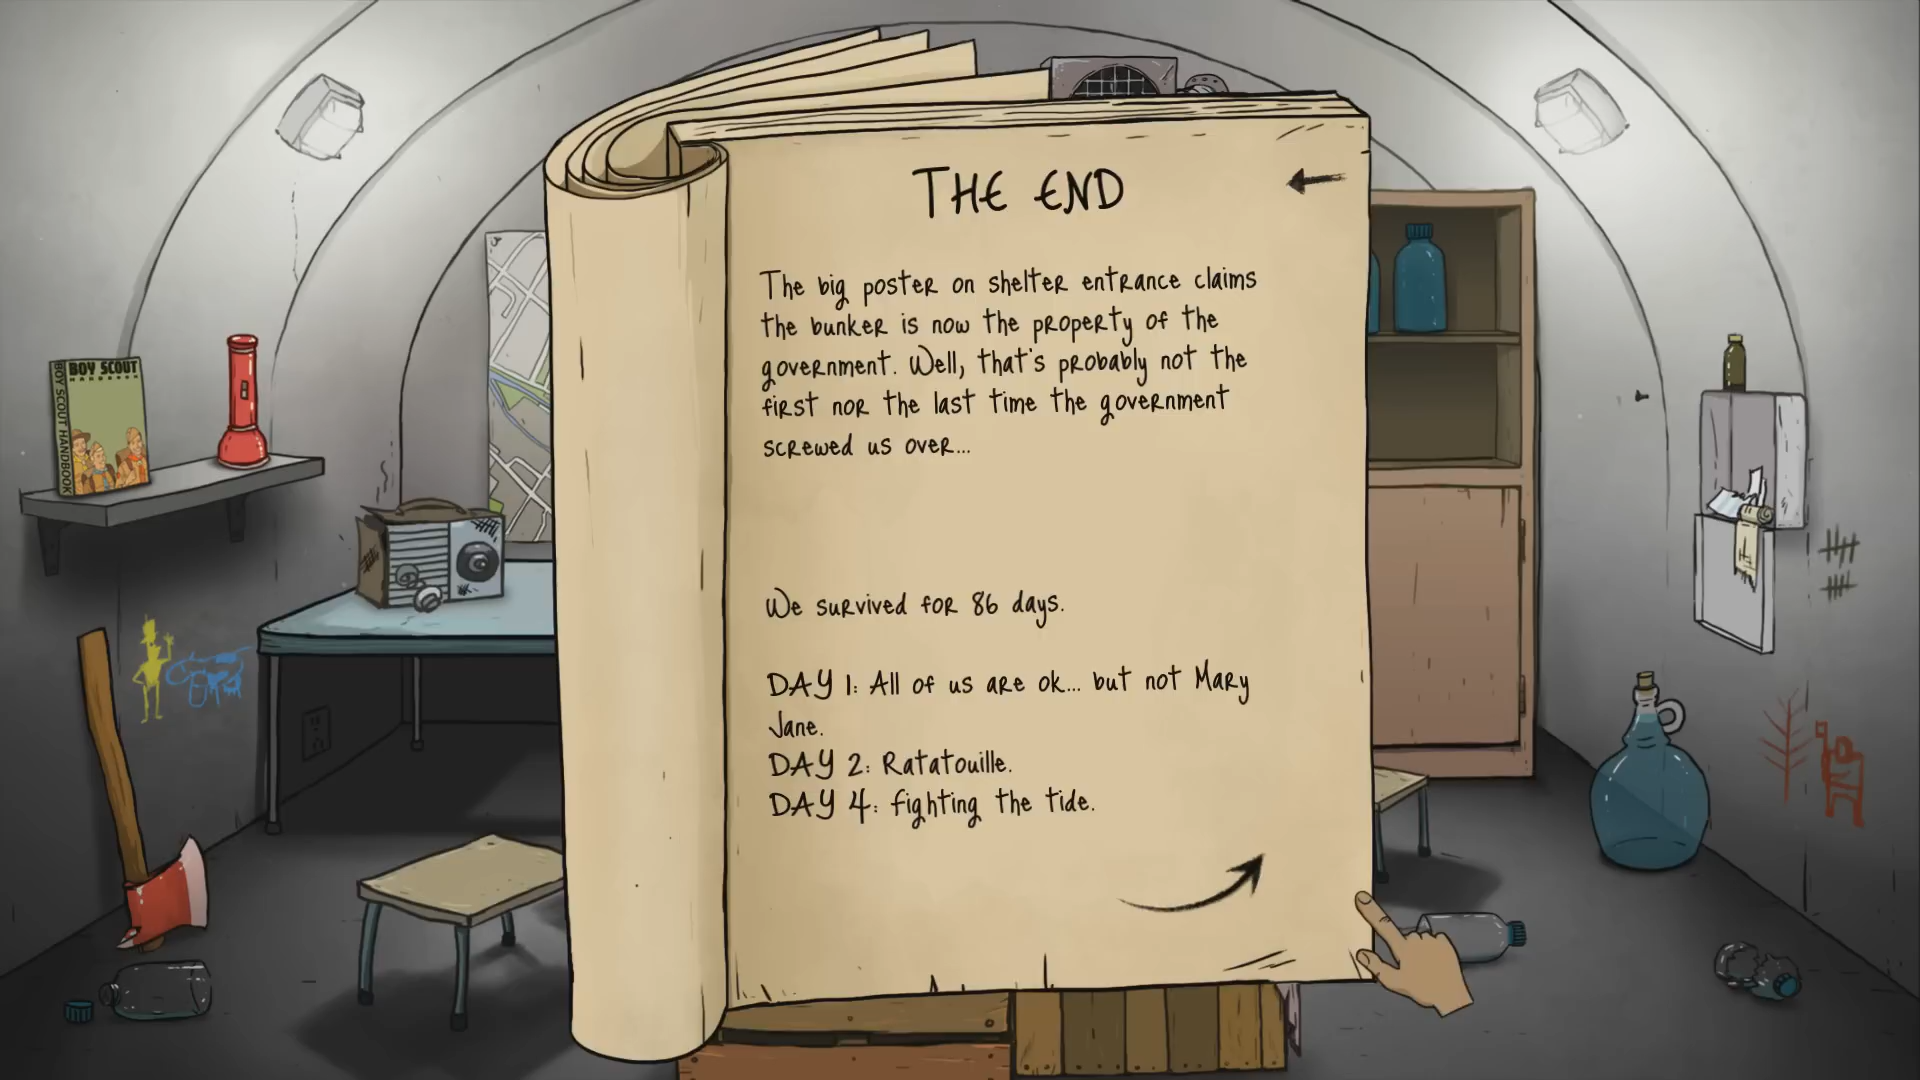 THE END
The big poster on shelter entrance claims
the bunker is now the property of the
government. Well, that's probably not the
first nor the last time the government
screwed us over...
We survived for 86 days.
DAY 1: All of us are ok... but not Mary
Jane.
DAY 2: Ratatouille.
DAY 4: Fighting the tide.
BOY SCOUT
HANDBOOK
BOY SCOUT HANDBOOK